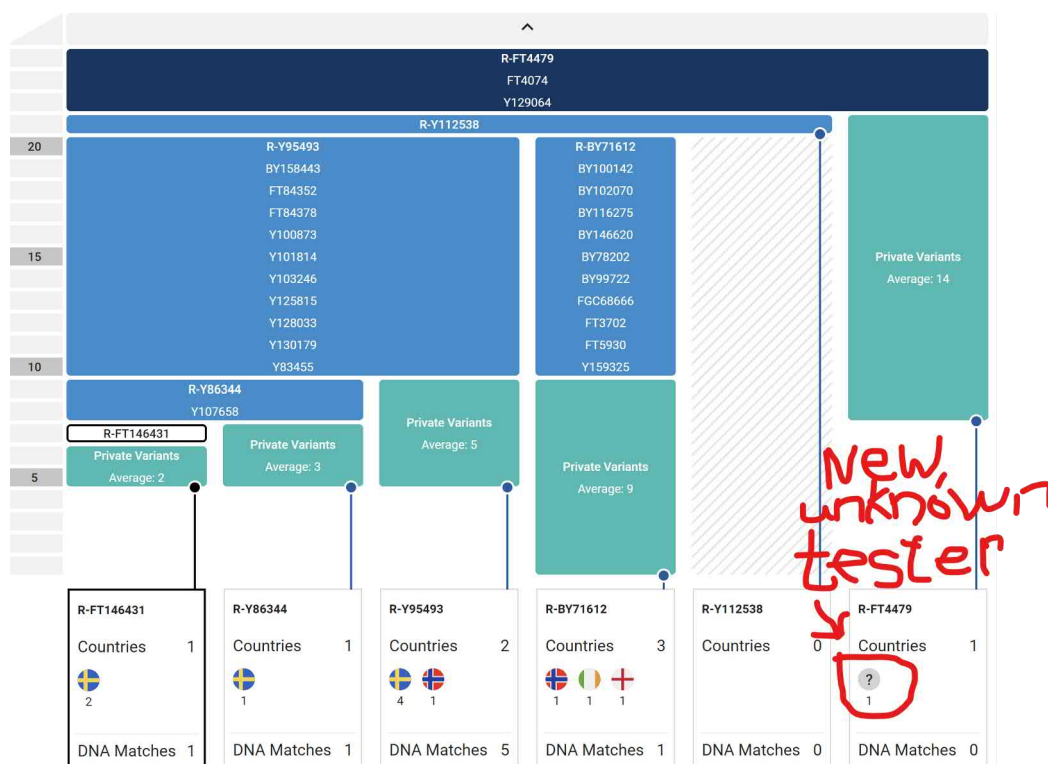 R-FT4479
FT4074
Y129064
R-Y112538
20
R-Y95493
BY158443
FT84352
FT84378
Y100873
15
Y101814
Y103246
Y125815
Y128033
Y130179
10
Y83455
R-BY71612
BY100142
BY102070
BY116275
BY146620
BY78202
BY99722
FGC68666
FT3702
FT5930
Y159325
Private Variants
Average: 14
R-Y86344
Y107658
R-FT146431
Private Variants
5
Average: 2
Private Variants
Average: 3
Private Variants
Average: 5
Private Variants
Average: 9
New,
unknown
tester
R-FT146431
Countries 1
2
DNA Matches 1
R-Y86344
Countries 1
1
DNA Matches 1
R-Y95493
Countries 2
4 1
DNA Matches 5
R-BY71612
Countries 3
1 1 1
DNA Matches 1
R-Y112538
Countries 0
DNA Matches 0
R-FT4479
Countries 1
?
1
DNA Matches 0